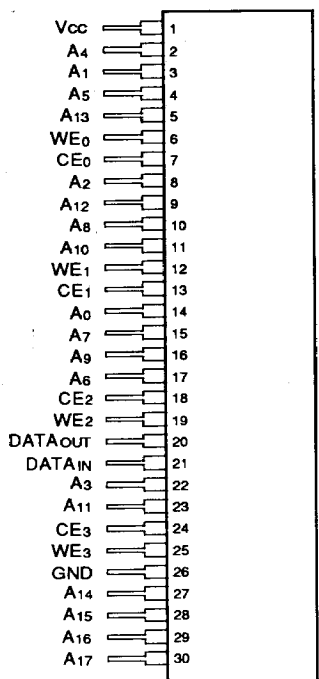 Vcc 1
A4 2
A1 3
A5 4
A13 5
WE0 6
CE0 7
A2 8
A12 9
A8 10
A10 11
WE1 12
CE1 13
A0 14
A7 15
A9 16
A6 17
CE2 18
WE2 19
DATAOUT 20
DATAIN 21
A3 22
A11 23
CE3 24
WE3 25
GND 26
A14 27
A15 28
A16 29
A17 30